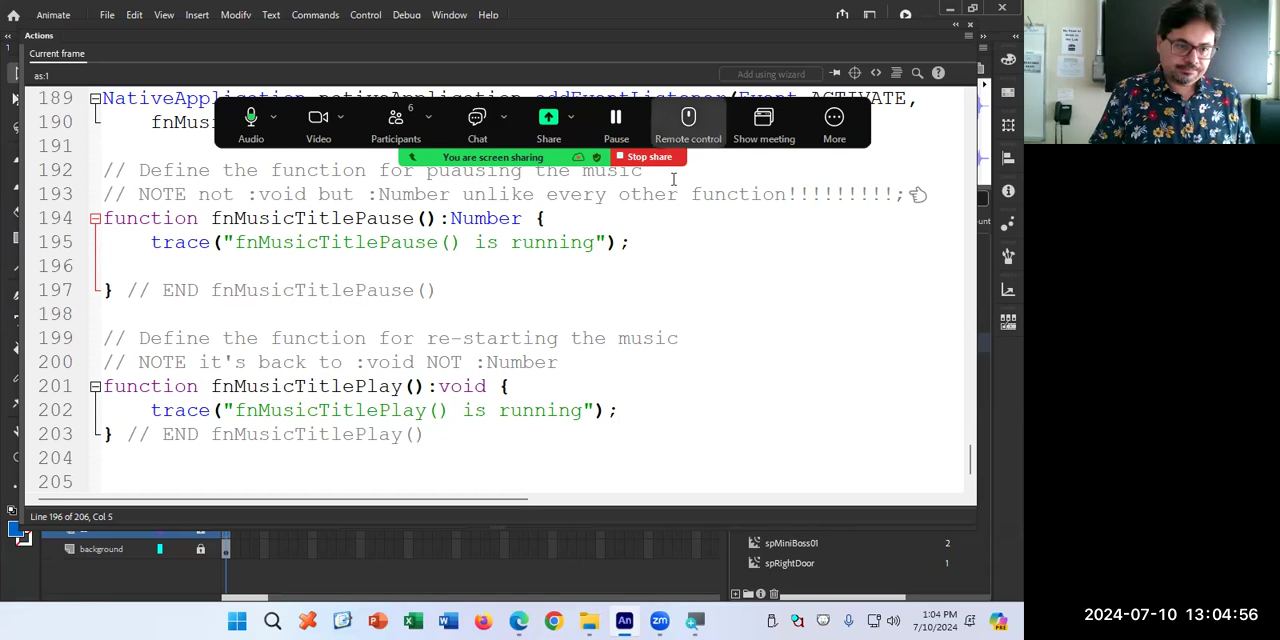 Animate File Edit View Insert Modify Text Commands Control Debug Window Help
Actions
Current frame
as:1
Add using wizard
189 NativeApplication.nativeApplication.addEventListener(Event.ACTIVATE,
190 fnMusi
6
Audio Video Participants Chat Share Pause Remote control Show meeting More
You are screen sharing Stop share
191
192 // Define the function for puausing the music
193 // NOTE not :void but :Number unlike every other function!!!!!!!!!;
194 function fnMusicTitlePause():Number {
195 trace("fnMusicTitlePause() is running");
196
197 } // END fnMusicTitlePause()
198
199 // Define the function for re-starting the music
200 // NOTE it's back to :void NOT :Number
201 function fnMusicTitlePlay():void {
202 trace("fnMusicTitlePlay() is running");
203 } // END fnMusicTitlePlay()
204
205
Line 196 of 206, Col 5
background
spMiniBoss01 2
spRightDoor 1
1:04 PM
7/10/2024
2024-07-10 13:04:56